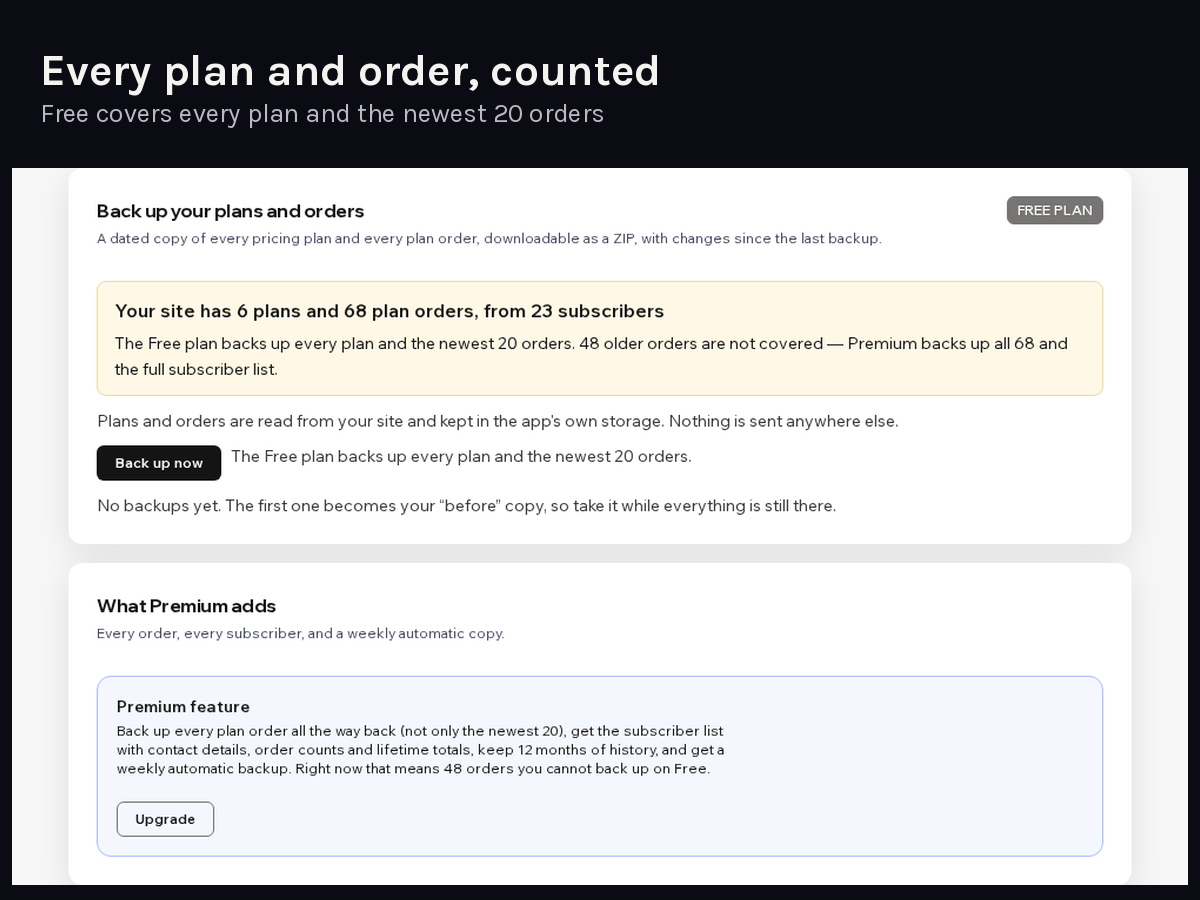 Every plan and order, counted
Free covers every plan and the newest 20 orders
Back up your plans and orders
FREE PLAN
A dated copy of every pricing plan and every plan order, downloadable as a ZIP, with changes since the last backup.
Your site has 6 plans and 68 plan orders, from 23 subscribers
The Free plan backs up every plan and the newest 20 orders. 48 older orders are not covered — Premium backs up all 68 and
the full subscriber list.
Plans and orders are read from your site and kept in the app's own storage. Nothing is sent anywhere else.
Back up now
The Free plan backs up every plan and the newest 20 orders.
No backups yet. The first one becomes your “before” copy, so take it while everything is still there.
What Premium adds
Every order, every subscriber, and a weekly automatic copy.
Premium feature
Back up every plan order all the way back (not only the newest 20), get the subscriber list
with contact details, order counts and lifetime totals, keep 12 months of history, and get a
weekly automatic backup. Right now that means 48 orders you cannot back up on Free.
Upgrade